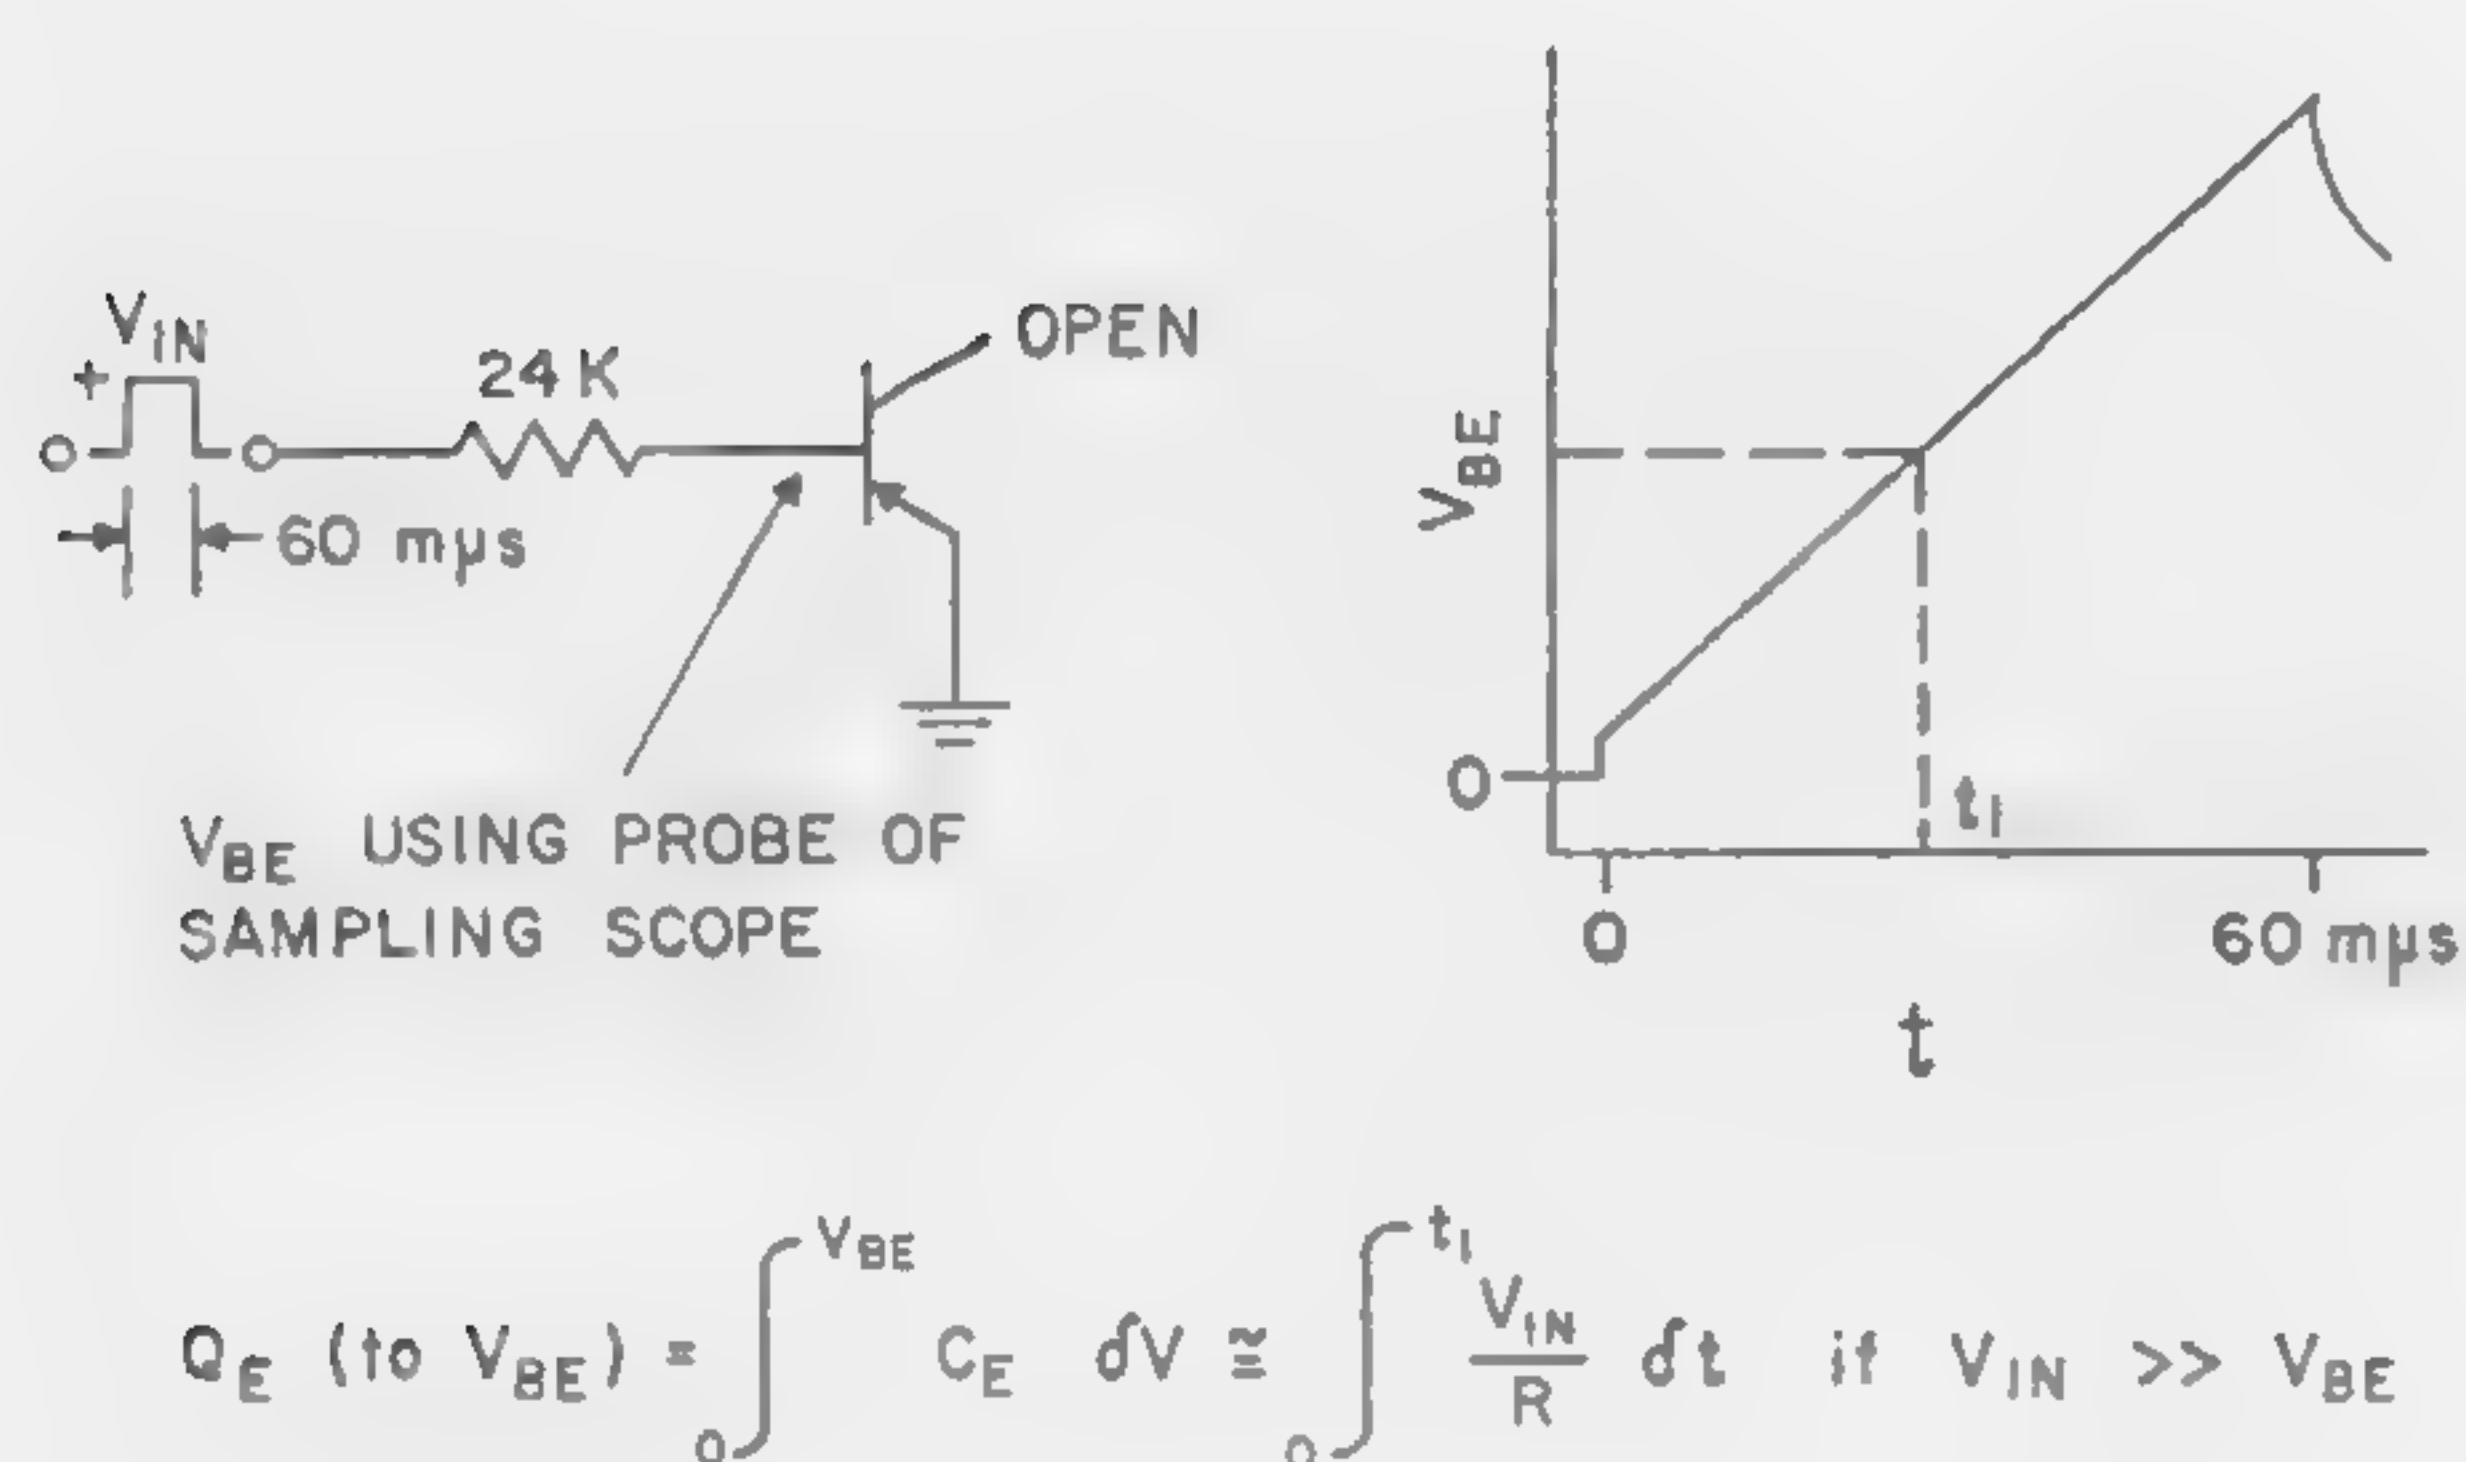 V_IN
+
24K
OPEN
60 mμs
V_BE USING PROBE OF
SAMPLING SCOPE
V_BE
0
t_1
0
60 mμs
t
Q_E (to V_BE) = ∫_0^{V_BE} C_E dV ≅ ∫_0^{t_1} V_IN/R dt if V_IN >> V_BE